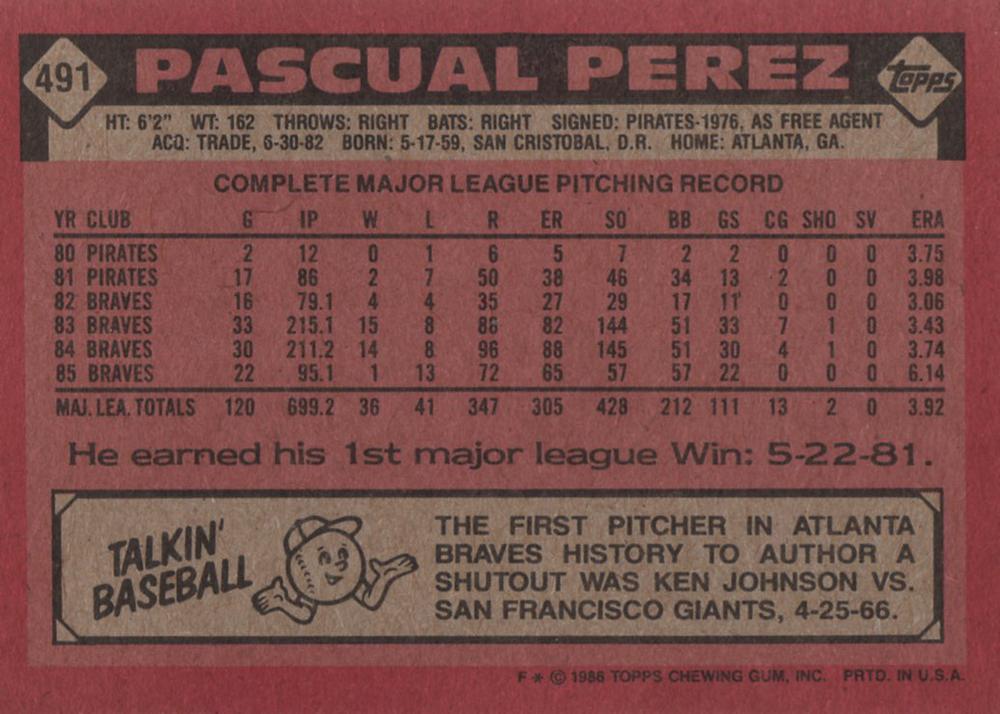 491 PASCUAL PEREZ Topps
HT: 6'2" WT: 162 THROWS: RIGHT BATS: RIGHT SIGNED: PIRATES-1976, AS FREE AGENT
ACQ: TRADE, 6-30-82 BORN: 5-17-59, SAN CRISTOBAL, D.R. HOME: ATLANTA, GA.
COMPLETE MAJOR LEAGUE PITCHING RECORD
YR CLUB G IP W L R ER SO BB GS CG SHO SV ERA
80 PIRATES 2 12 0 1 6 5 7 2 2 0 0 0 3.75
81 PIRATES 17 86 2 7 50 38 46 34 13 2 0 0 3.98
82 BRAVES 16 79.1 4 4 35 27 29 17 11 0 0 0 3.06
83 BRAVES 33 215.1 15 8 88 82 144 51 33 7 1 0 3.43
84 BRAVES 30 211.2 14 8 96 88 145 51 30 4 1 0 3.74
85 BRAVES 22 95.1 1 13 72 65 57 57 22 0 0 0 6.14
MAJ. LEA. TOTALS 120 699.2 36 41 347 305 428 212 111 13 2 0 3.92
He earned his 1st major league Win: 5-22-81.
TALKIN'
BASEBALL
THE FIRST PITCHER IN ATLANTA
BRAVES HISTORY TO AUTHOR A
SHUTOUT WAS KEN JOHNSON VS.
SAN FRANCISCO GIANTS, 4-25-66.
F * © 1986 TOPPS CHEWING GUM, INC. PRTD. IN U.S.A.